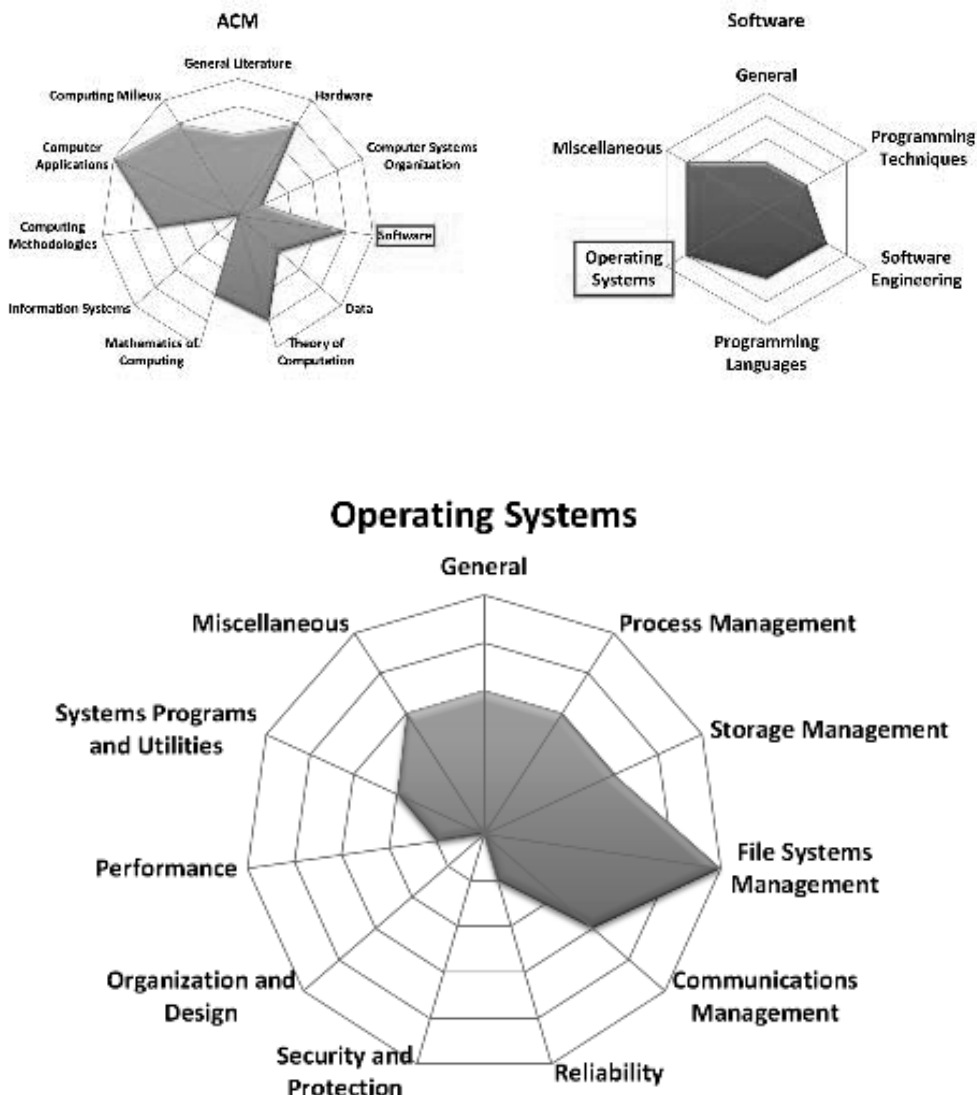 ACM
General Literature
Computing Milieux
Hardware
Computer
Applications
Computer Systems
Organization
Computing
Methodologies
Software
Information Systems
Data
Mathematics of
Computing
Theory of
Computation
Software
General
Miscellaneous
Programming
Techniques
Operating
Systems
Software
Engineering
Programming
Languages
Operating Systems
General
Miscellaneous
Process Management
Systems Programs
and Utilities
Storage Management
Performance
File Systems
Management
Organization and
Design
Communications
Management
Security and
Protection
Reliability